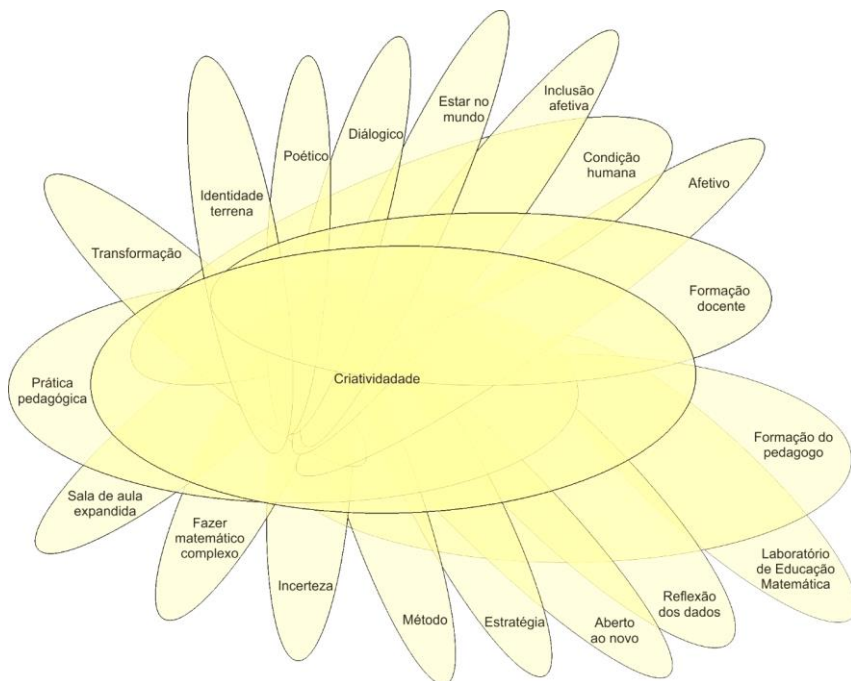 Estar no
mundo
Inclusão
afetiva
Diálogico
Poético
Condição
humana
Afetivo
Identidade
terrena
Transformação
Formação
docente
Criatividadade
Prática
pedagógica
Formação do
pedagogo
Sala de aula
expandida
Fazer
matemático
complexo
Incerteza
Método
Estratégia
Aberto
ao novo
Reflexão
dos dados
Laboratório
de Educação
Matemática